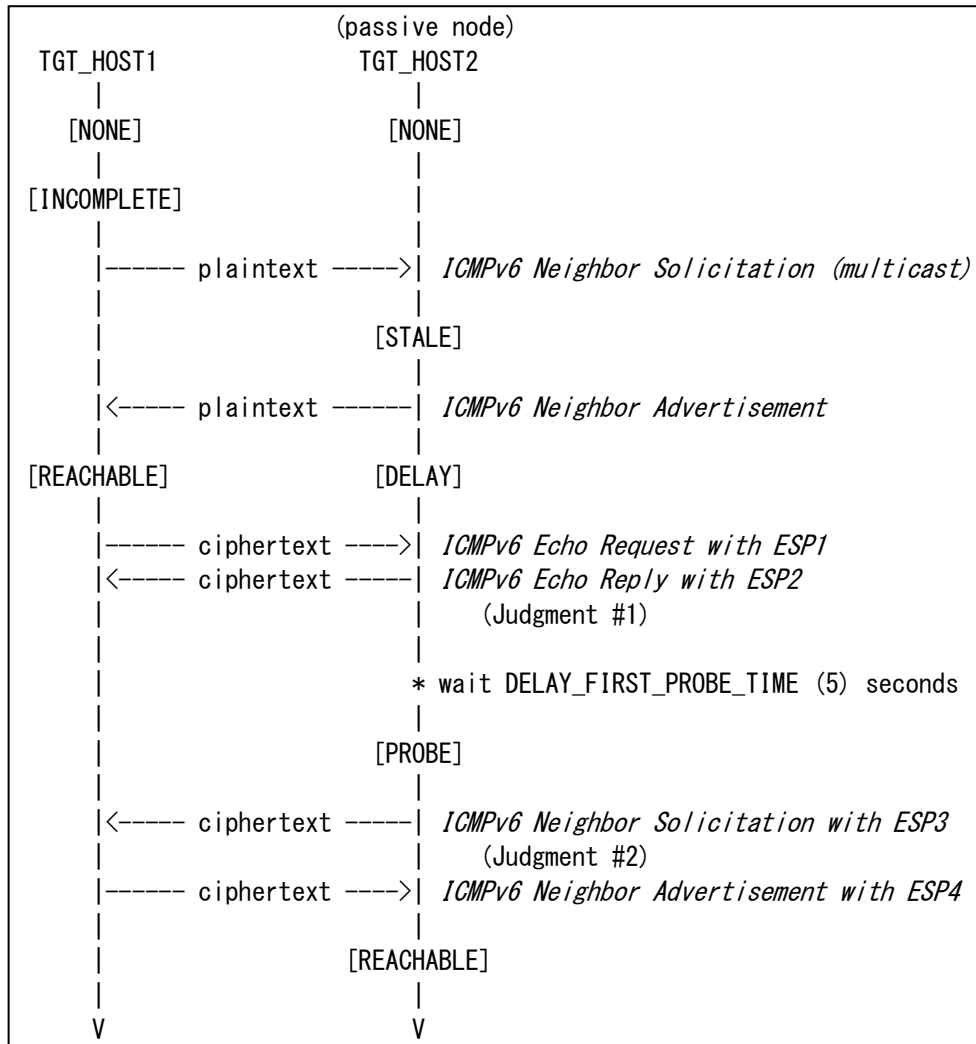 (passive node)
TGT_HOST1 TGT_HOST2
| |
[NONE] [NONE]
| |
[INCOMPLETE] |
| |
|------ plaintext ----->| ICMPv6 Neighbor Solicitation (multicast)
| |
| [STALE]
| |
|<----- plaintext ------| ICMPv6 Neighbor Advertisement
| |
[REACHABLE] [DELAY]
| |
|------ ciphertext ---->| ICMPv6 Echo Request with ESP1
|<----- ciphertext -----| ICMPv6 Echo Reply with ESP2
| | (Judgment #1)
| |
| * wait DELAY_FIRST_PROBE_TIME (5) seconds
| |
| [PROBE]
| |
|<----- ciphertext -----| ICMPv6 Neighbor Solicitation with ESP3
| | (Judgment #2)
|------ ciphertext ---->| ICMPv6 Neighbor Advertisement with ESP4
| |
| [REACHABLE]
| |
V V